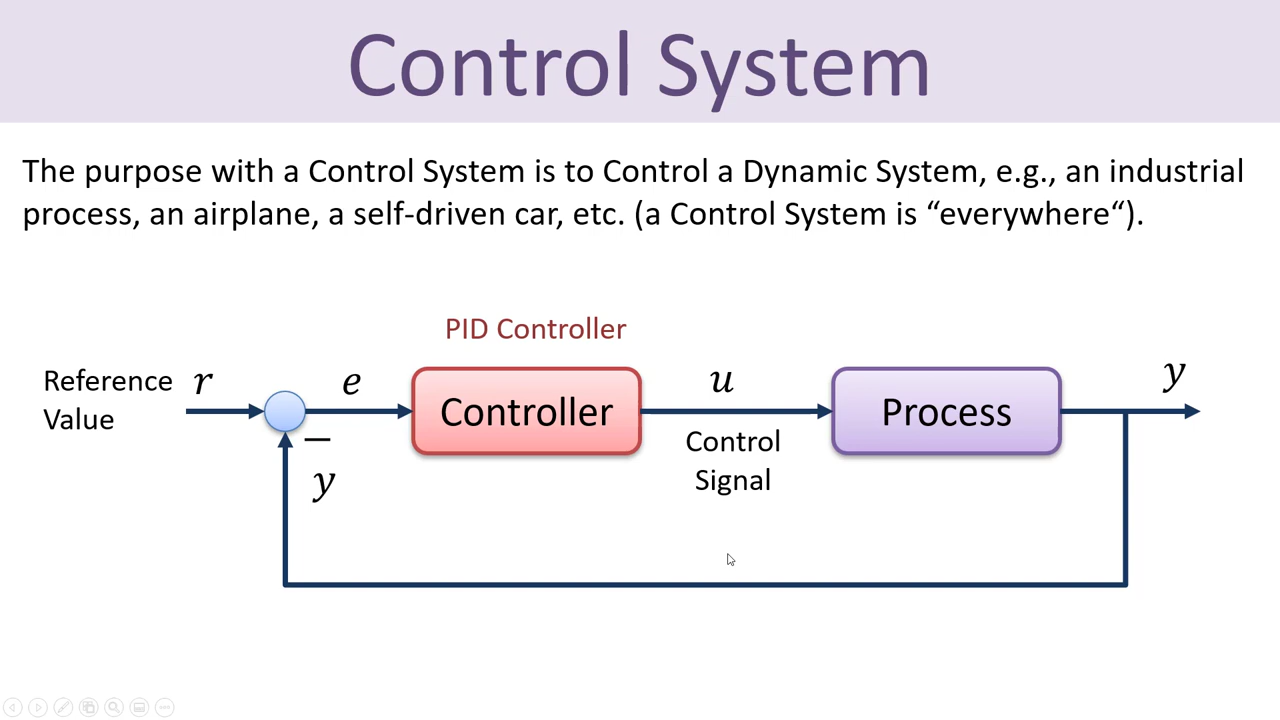 Control System
The purpose with a Control System is to Control a Dynamic System, e.g., an industrial
process, an airplane, a self-driven car, etc. (a Control System is “everywhere“).
PID Controller
Reference
Value
r
e
Controller
u
Control
Signal
Process
y
−
y